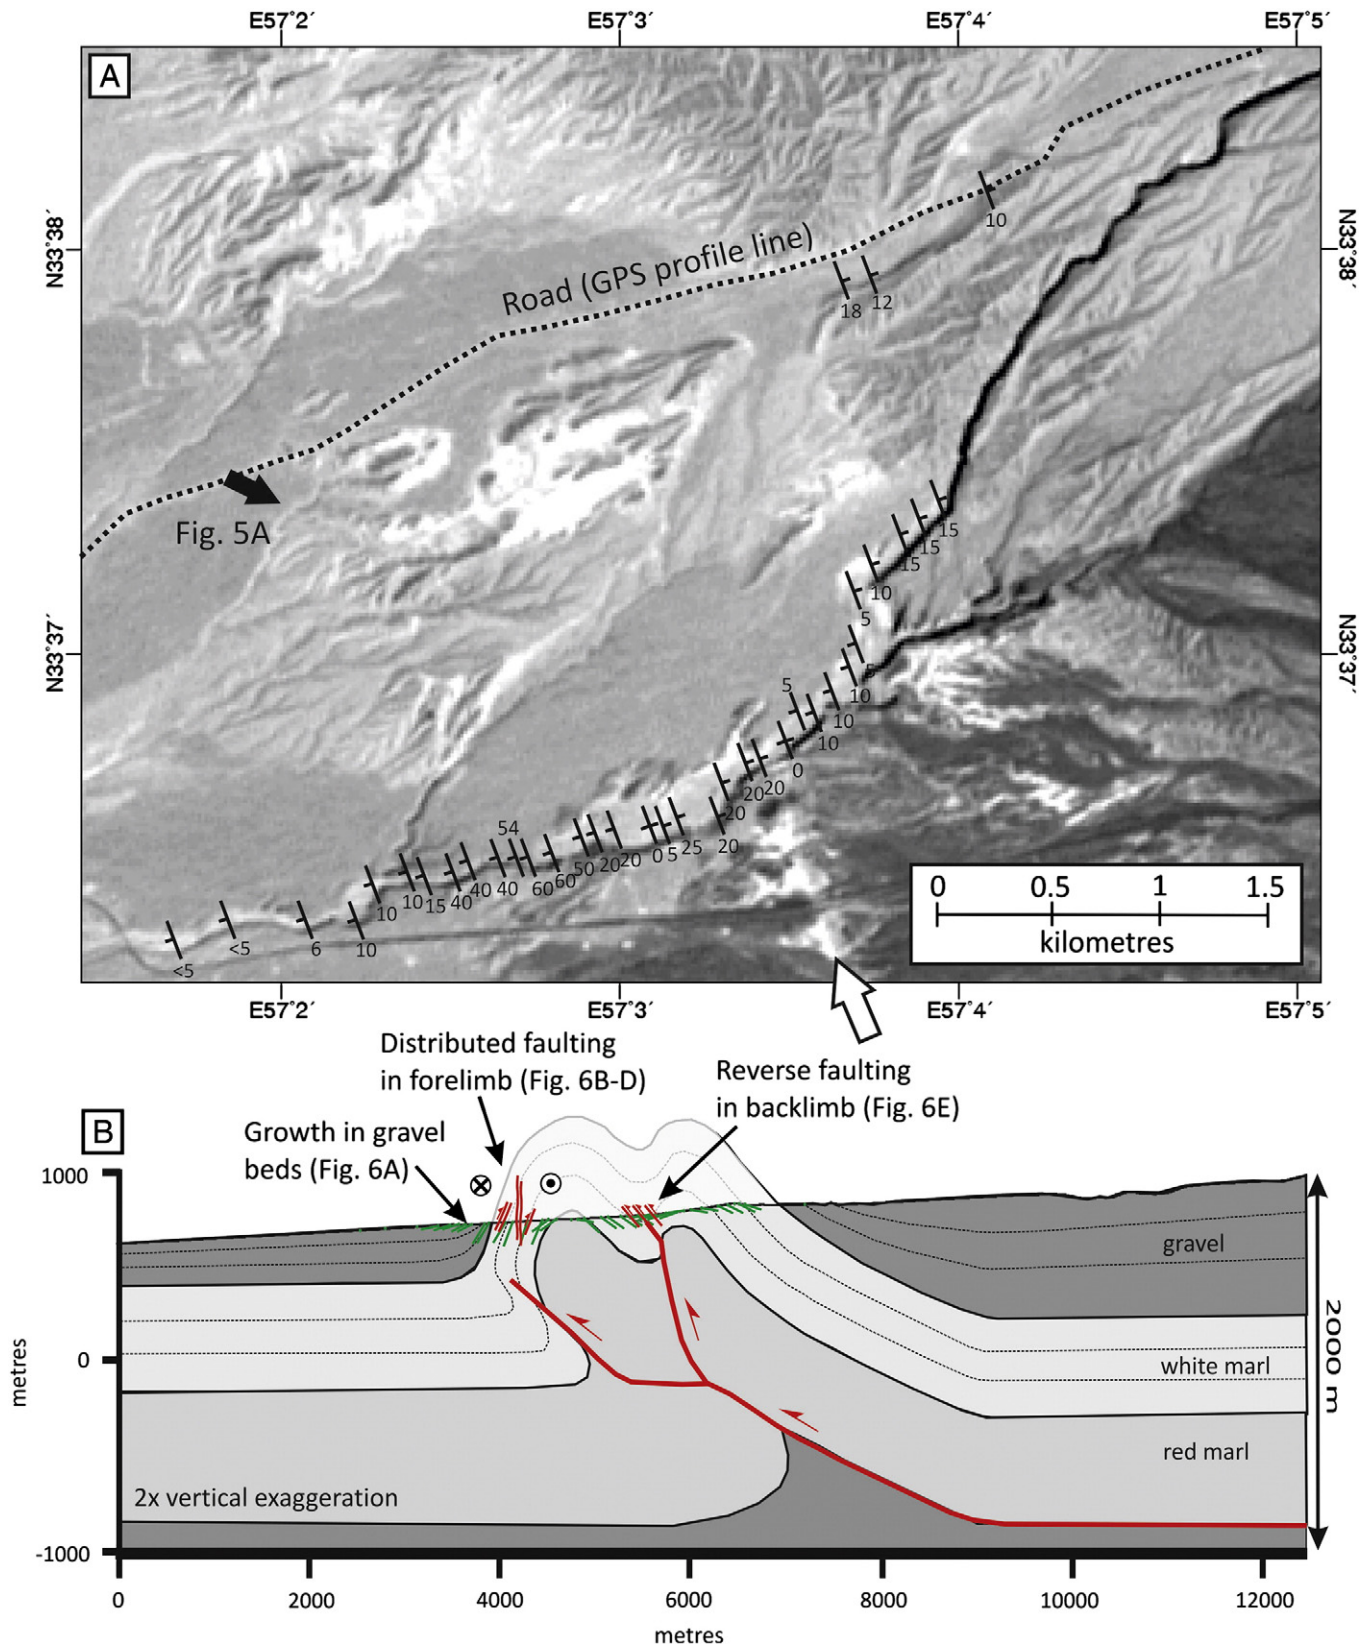 E57°2′ E57°3′ E57°4′ E57°5′
A
N33°38′
N33°38′
Road (GPS profile line)
10
18
12
Fig. 5A
15
15
15
10
5
N33°37′
N33°37′
5
5
10
10
10
0
20 20
20
54
20
25
5
0
20
20
50
60
60
40
40
40
15
10
10
10
6
<5
<5
0 0.5 1 1.5
kilometres
E57°2′ E57°3′ E57°4′ E57°5′
Distributed faulting
in forelimb (Fig. 6B-D)
Reverse faulting
in backlimb (Fig. 6E)
B
Growth in gravel
beds (Fig. 6A)
1000
gravel
2000 m
metres
0
white marl
red marl
2x vertical exaggeration
-1000
0 2000 4000 6000 8000 10000 12000
metres